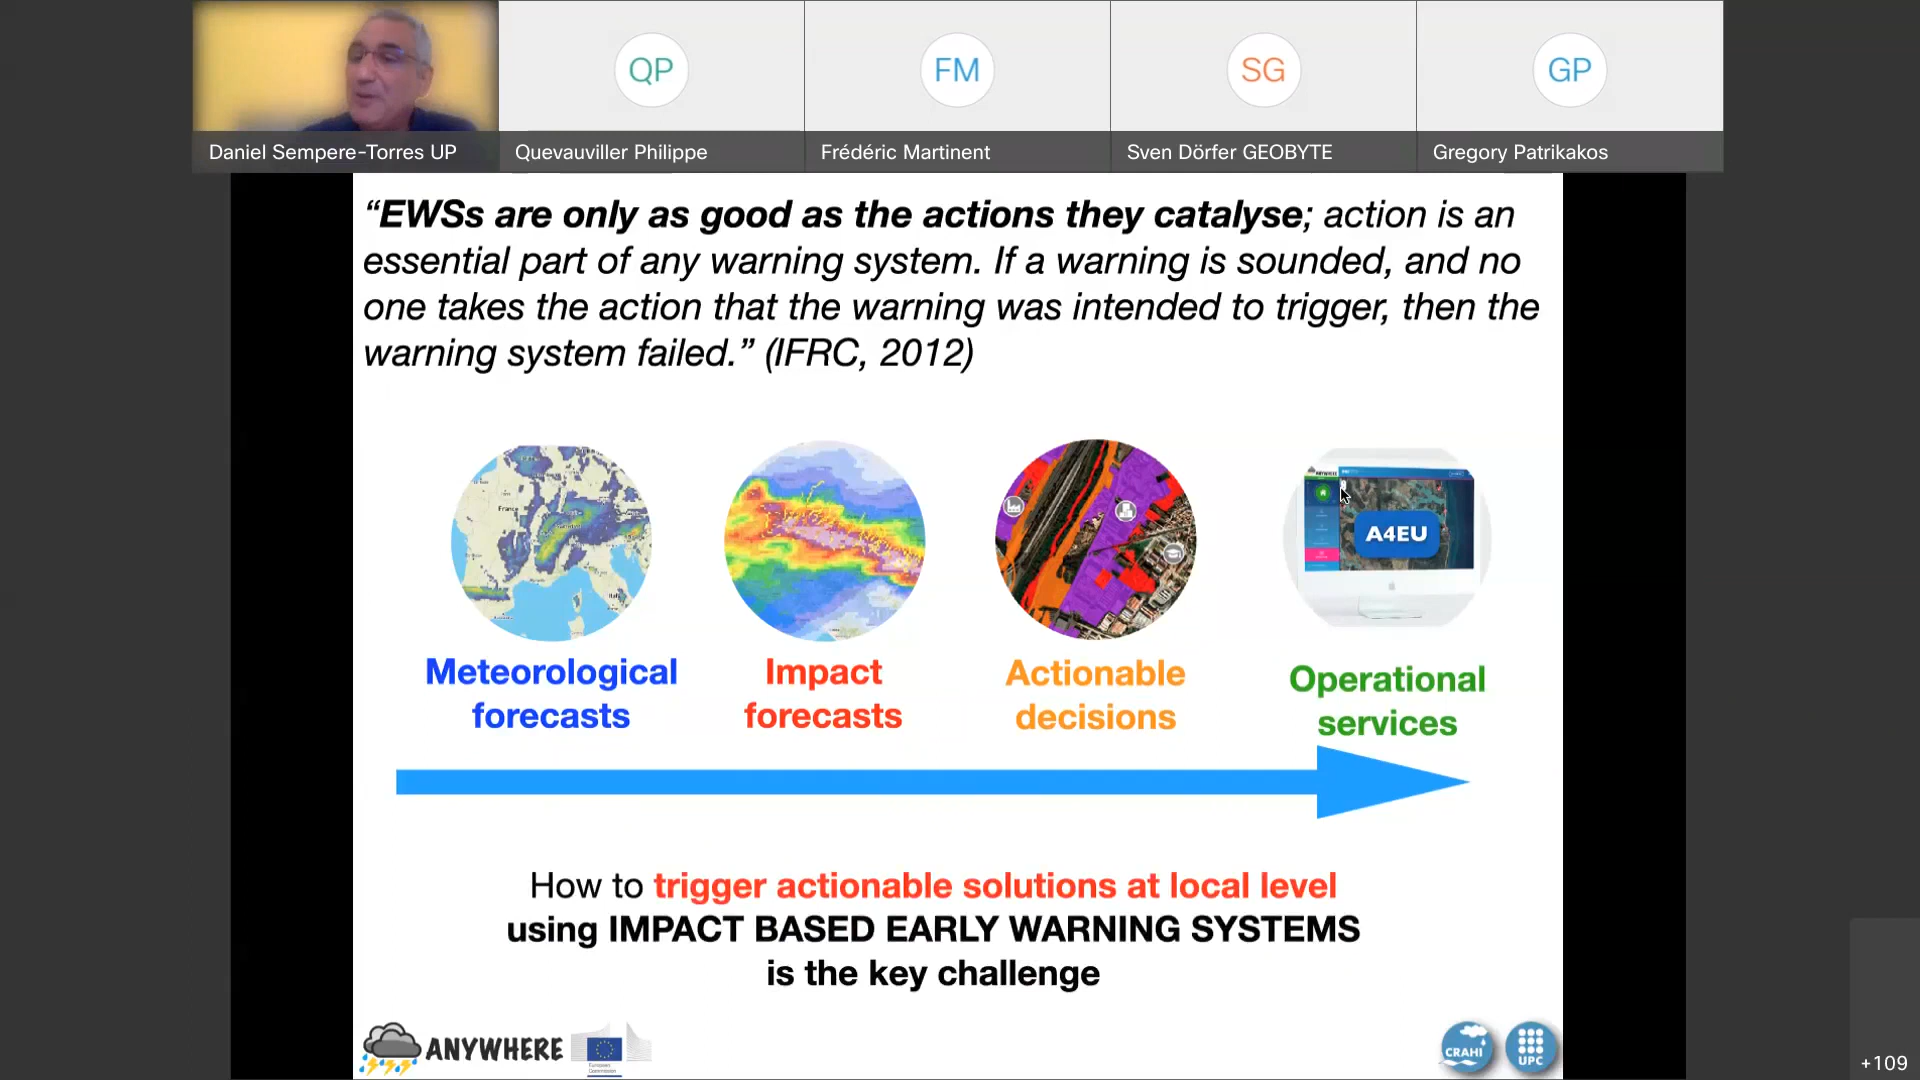 QP
FM
SG
GP
Daniel Sempere-Torres UP
Quevauviller Philippe
Frédéric Martinent
Sven Dörfer GEOBYTE
Gregory Patrikakos
“EWSs are only as good as the actions they catalyse; action is an
essential part of any warning system. If a warning is sounded, and no
one takes the action that the warning was intended to trigger, then the
warning system failed.” (IFRC, 2012)
France
Italy
A4EU
Meteorological
forecasts
Impact
forecasts
Actionable
decisions
Operational
services
How to trigger actionable solutions at local level
using IMPACT BASED EARLY WARNING SYSTEMS
is the key challenge
ANYWHERE
European
Commission
CRAHI
UPC
+109